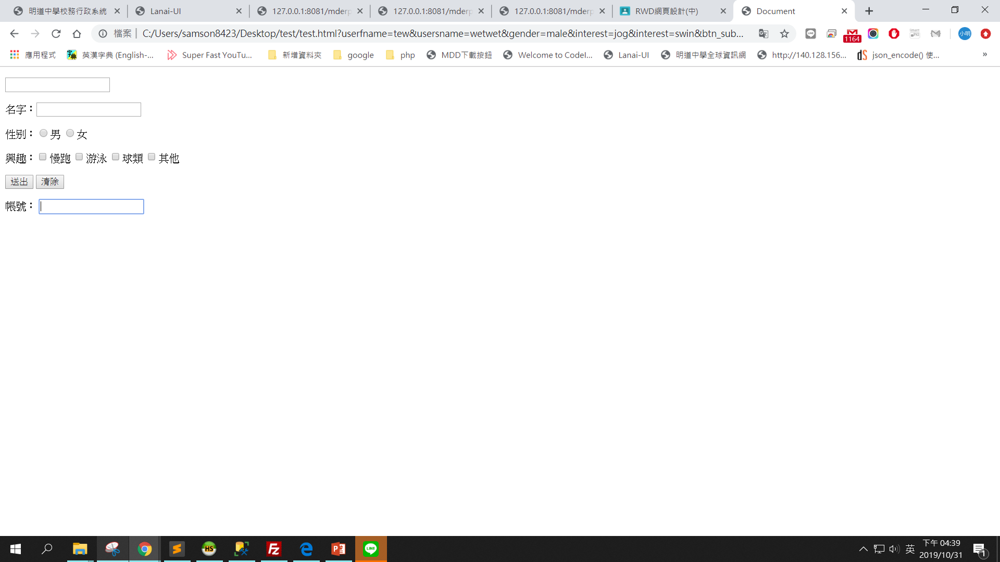 明道中學校務行政系統
Lanai-UI
127.0.0.1:8081/mderp
127.0.0.1:8081/mderp
127.0.0.1:8081/mderp
RWD網頁設計(中)
Document
檔案
C:/Users/samson8423/Desktop/test/test.html?userfname=tew&usersname=wetwet&gender=male&interest=jog&interest=swin&btn_sub...
1164
小明
應用程式
英漢字典 (English-...
Super Fast YouTu...
新增資料夾
google
php
MDD下載按鈕
Welcome to CodeI...
Lanai-UI
明道中學全球資訊網
http://140.128.156...
json_encode() 使...
»
名字：
性別： 男 女
興趣： 慢跑 游泳 球類 其他
送出 清除
帳號：
英
下午 04:39
2019/10/31
1